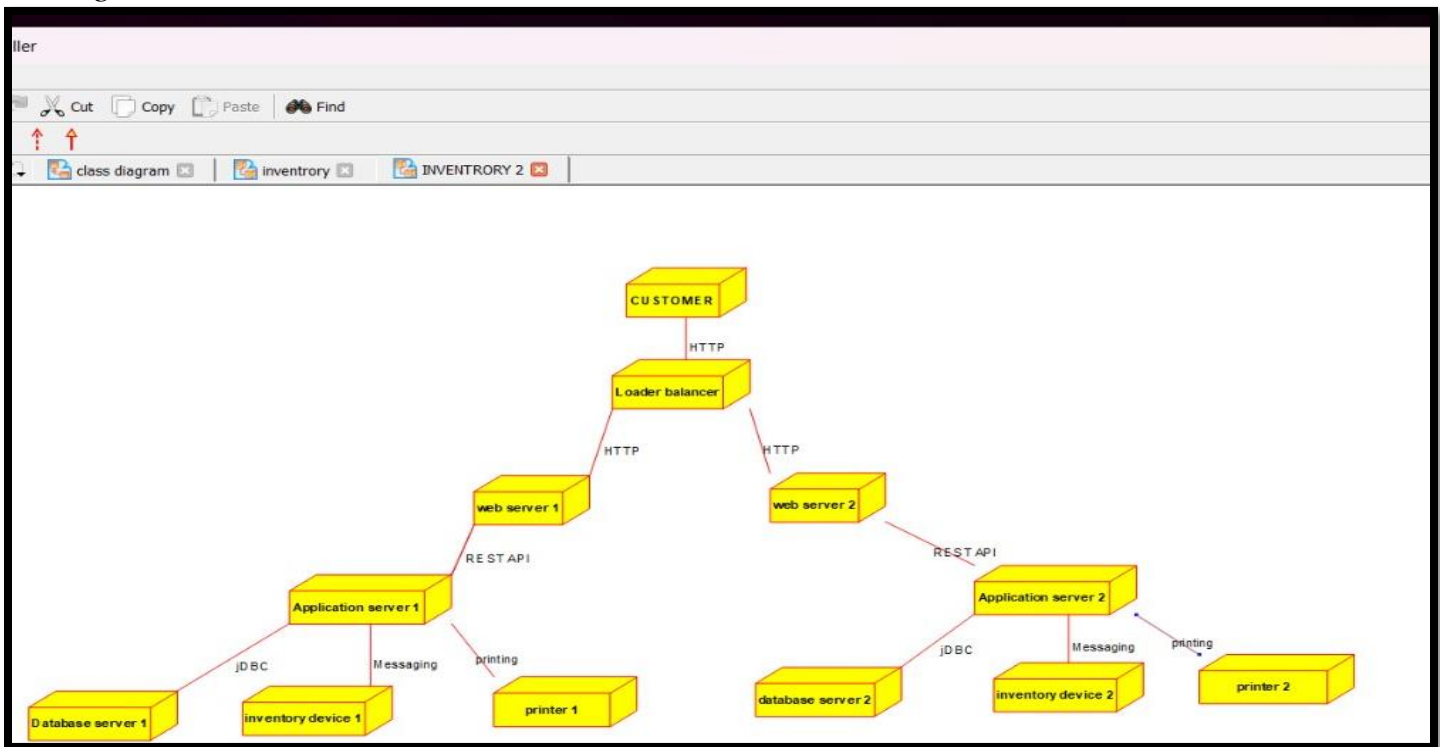 ller
Cut Copy Paste Find
class diagram inventrory INVENTRORY 2
CUSTOMER
HTTP
Loader balancer
HTTP HTTP
web server 1 web server 2
REST API REST API
Application server 1 Application server 2
jDBC Messaging printing jDBC Messaging printing
Database server 1 inventory device 1 printer 1 database server 2 inventory device 2 printer 2